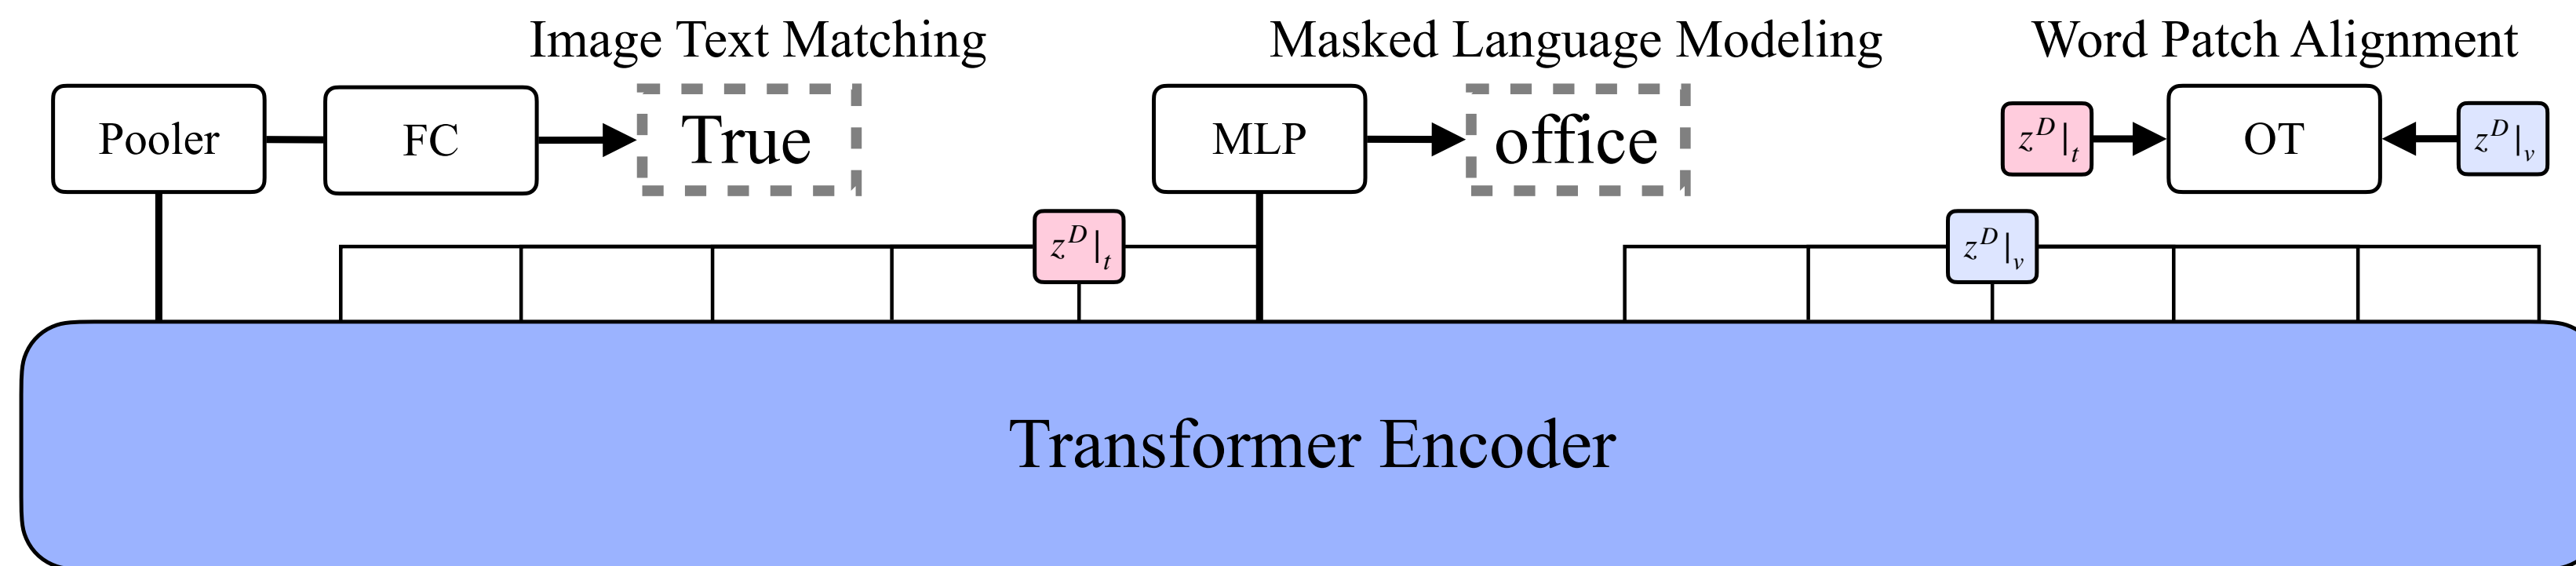 Image Text Matching
Masked Language Modeling
Word Patch Alignment
Pooler
FC
True
MLP
office
z^D|_t
OT
z^D|_v
z^D|_t
z^D|_v
Transformer Encoder